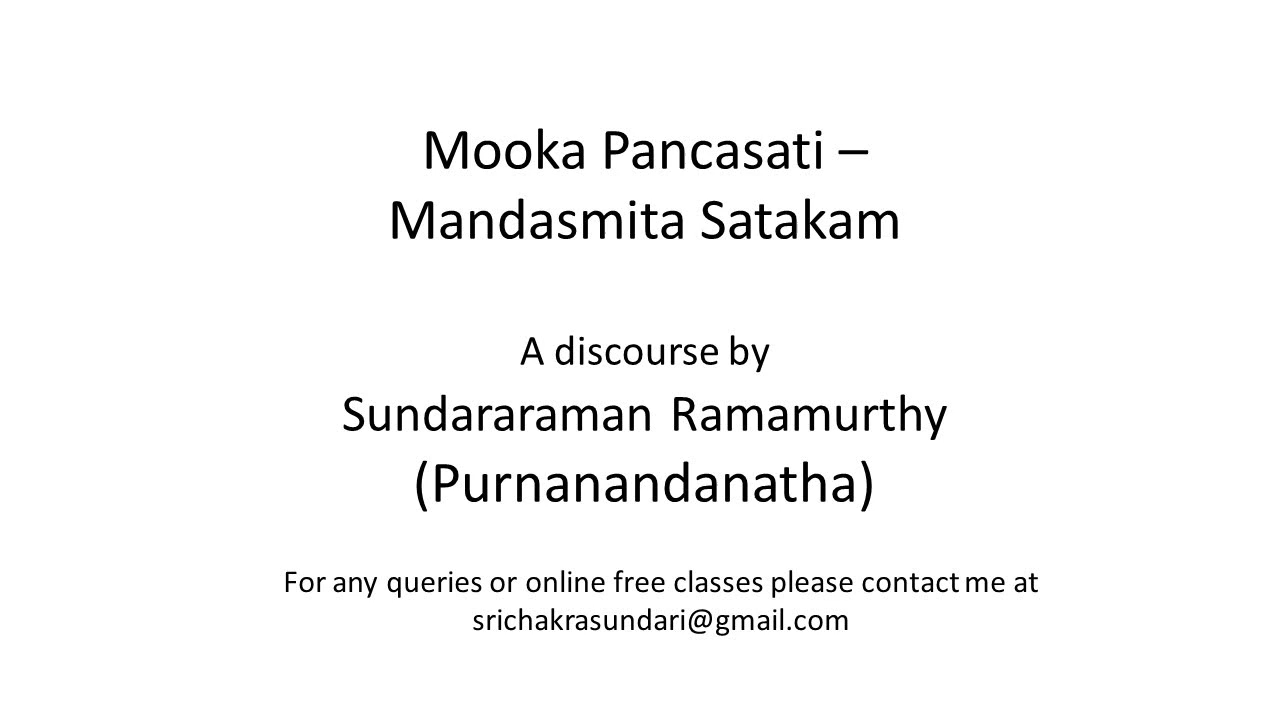 Mooka Pancasati –
Mandasmita Satakam
A discourse by
Sundararaman Ramamurthy
(Purnanandanatha)
For any queries or online free classes please contact me at
srichakrasundari@gmail.com